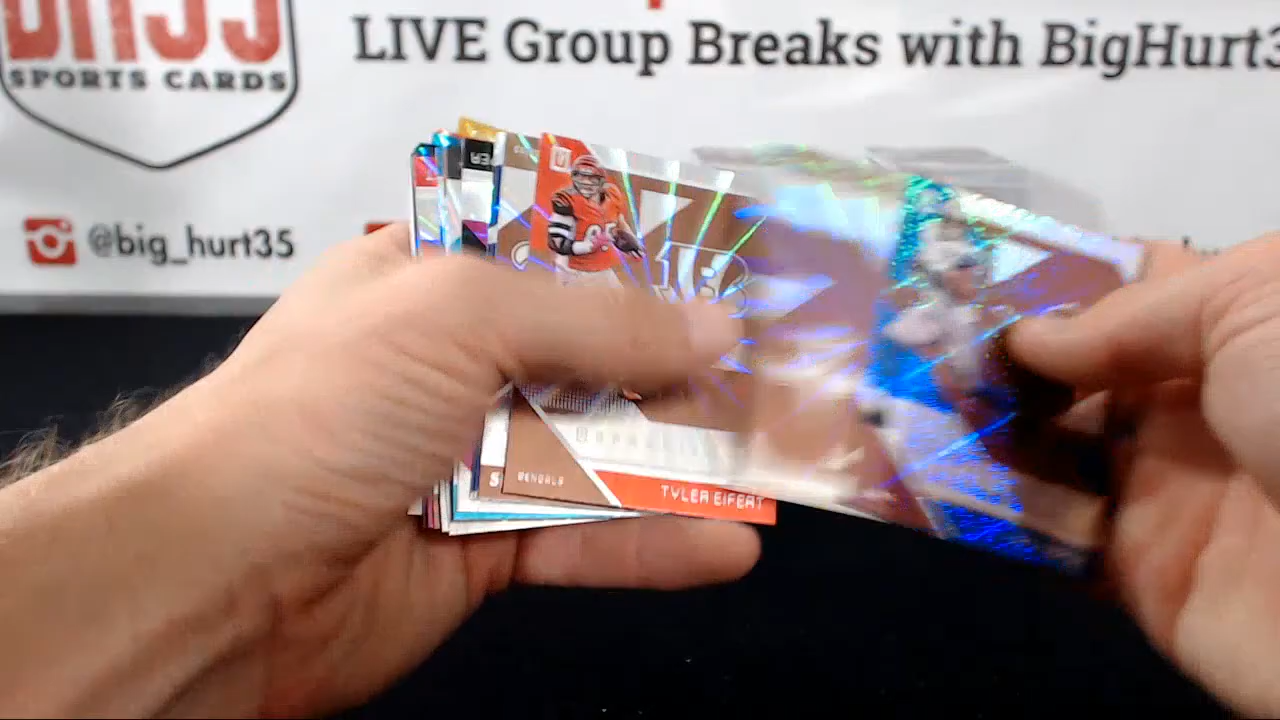 LIVE Group Breaks with BigHurt3
SPORTS CARDS
@big_hurt35
BENGALS
TYLER EIFERT